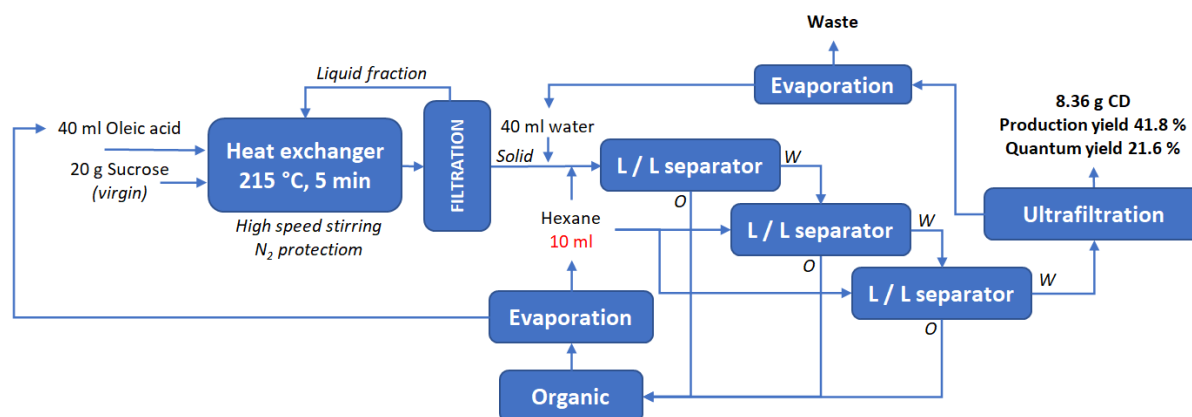 Waste
Liquid fraction
Evaporation
8.36 g CD
Production yield 41.8 %
Quantum yield 21.6 %
40 ml Oleic acid
20 g Sucrose
(virgin)
Heat exchanger
215 °C, 5 min
High speed stirring
N₂ protectiom
FILTRATION
Solid
40 ml water
L / L separator
W
O
Hexane
10 ml
L / L separator
W
O
L / L separator
W
O
Ultrafiltration
Evaporation
Organic